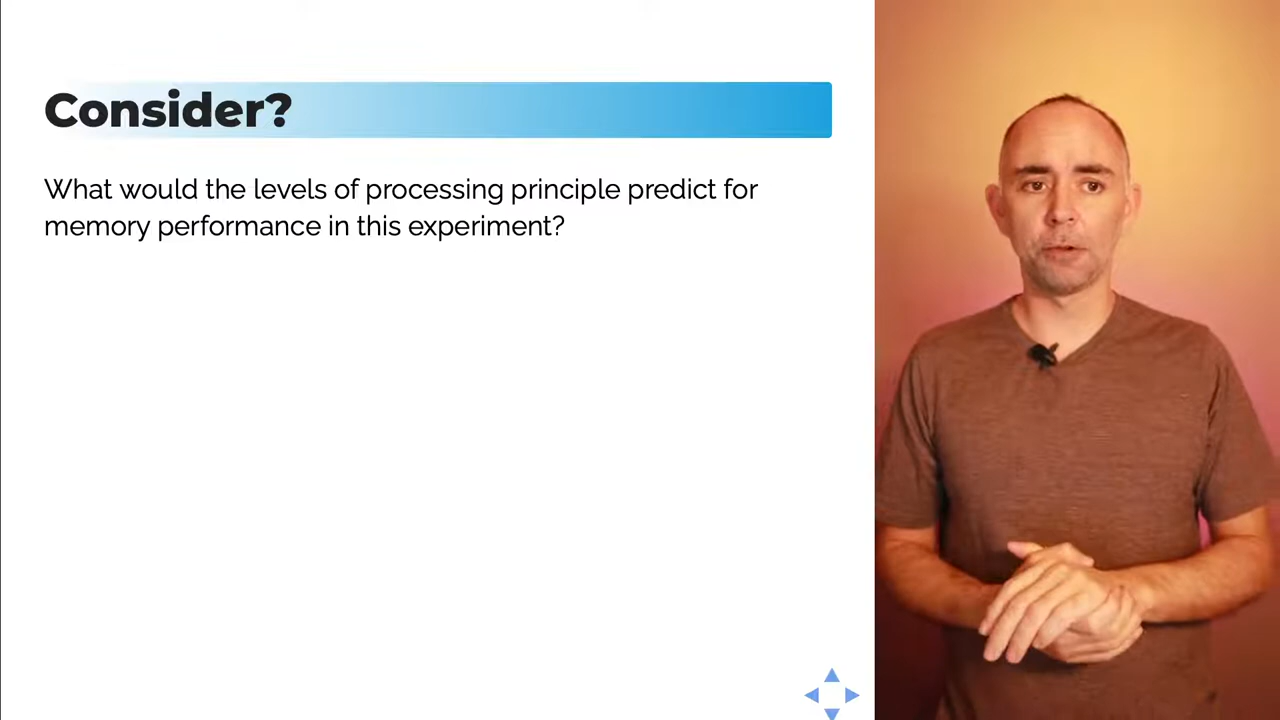 Consider?
What would the levels of processing principle predict for
memory performance in this experiment?